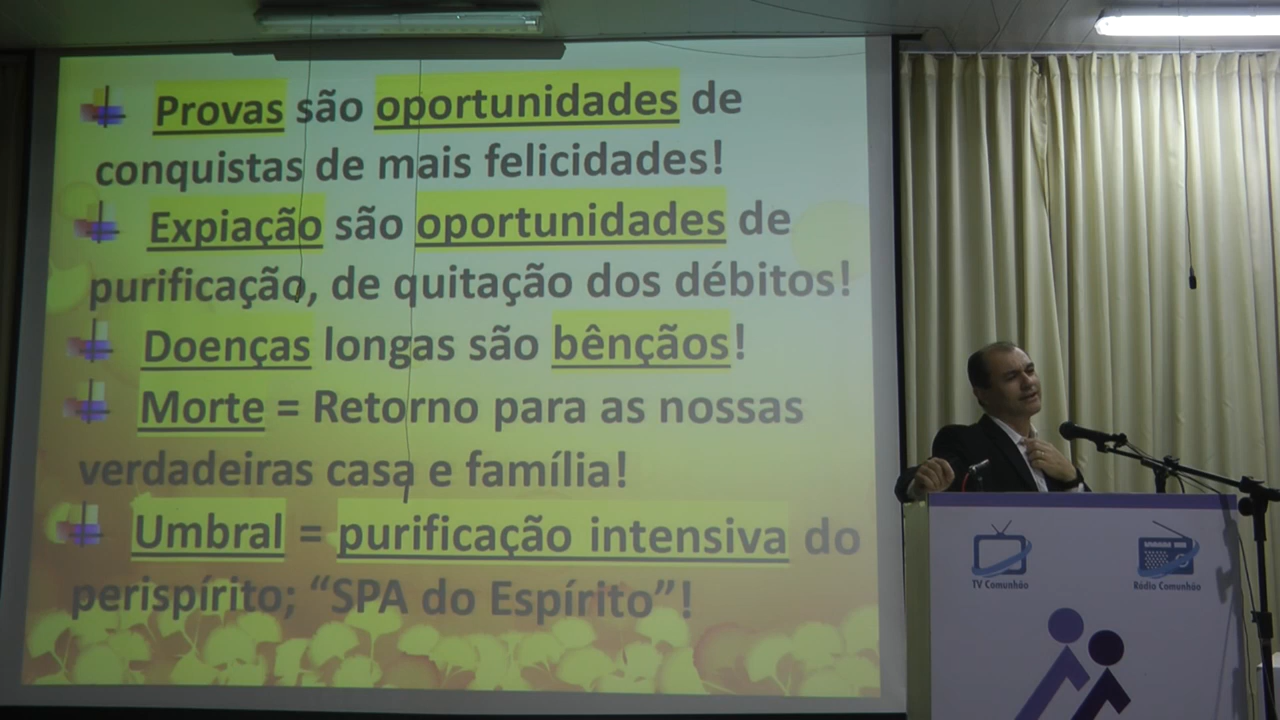 Provas são oportunidades de
conquistas de mais felicidades!
Expiação são oportunidades de
purificação, de quitação dos débitos!
Doenças longas são bênçãos!
Morte = Retorno para as nossas
verdadeiras casa e família!
Umbral = purificação intensiva do
perispírito; “SPA do Espírito”!
TV Comunhão
Rádio Comunhão